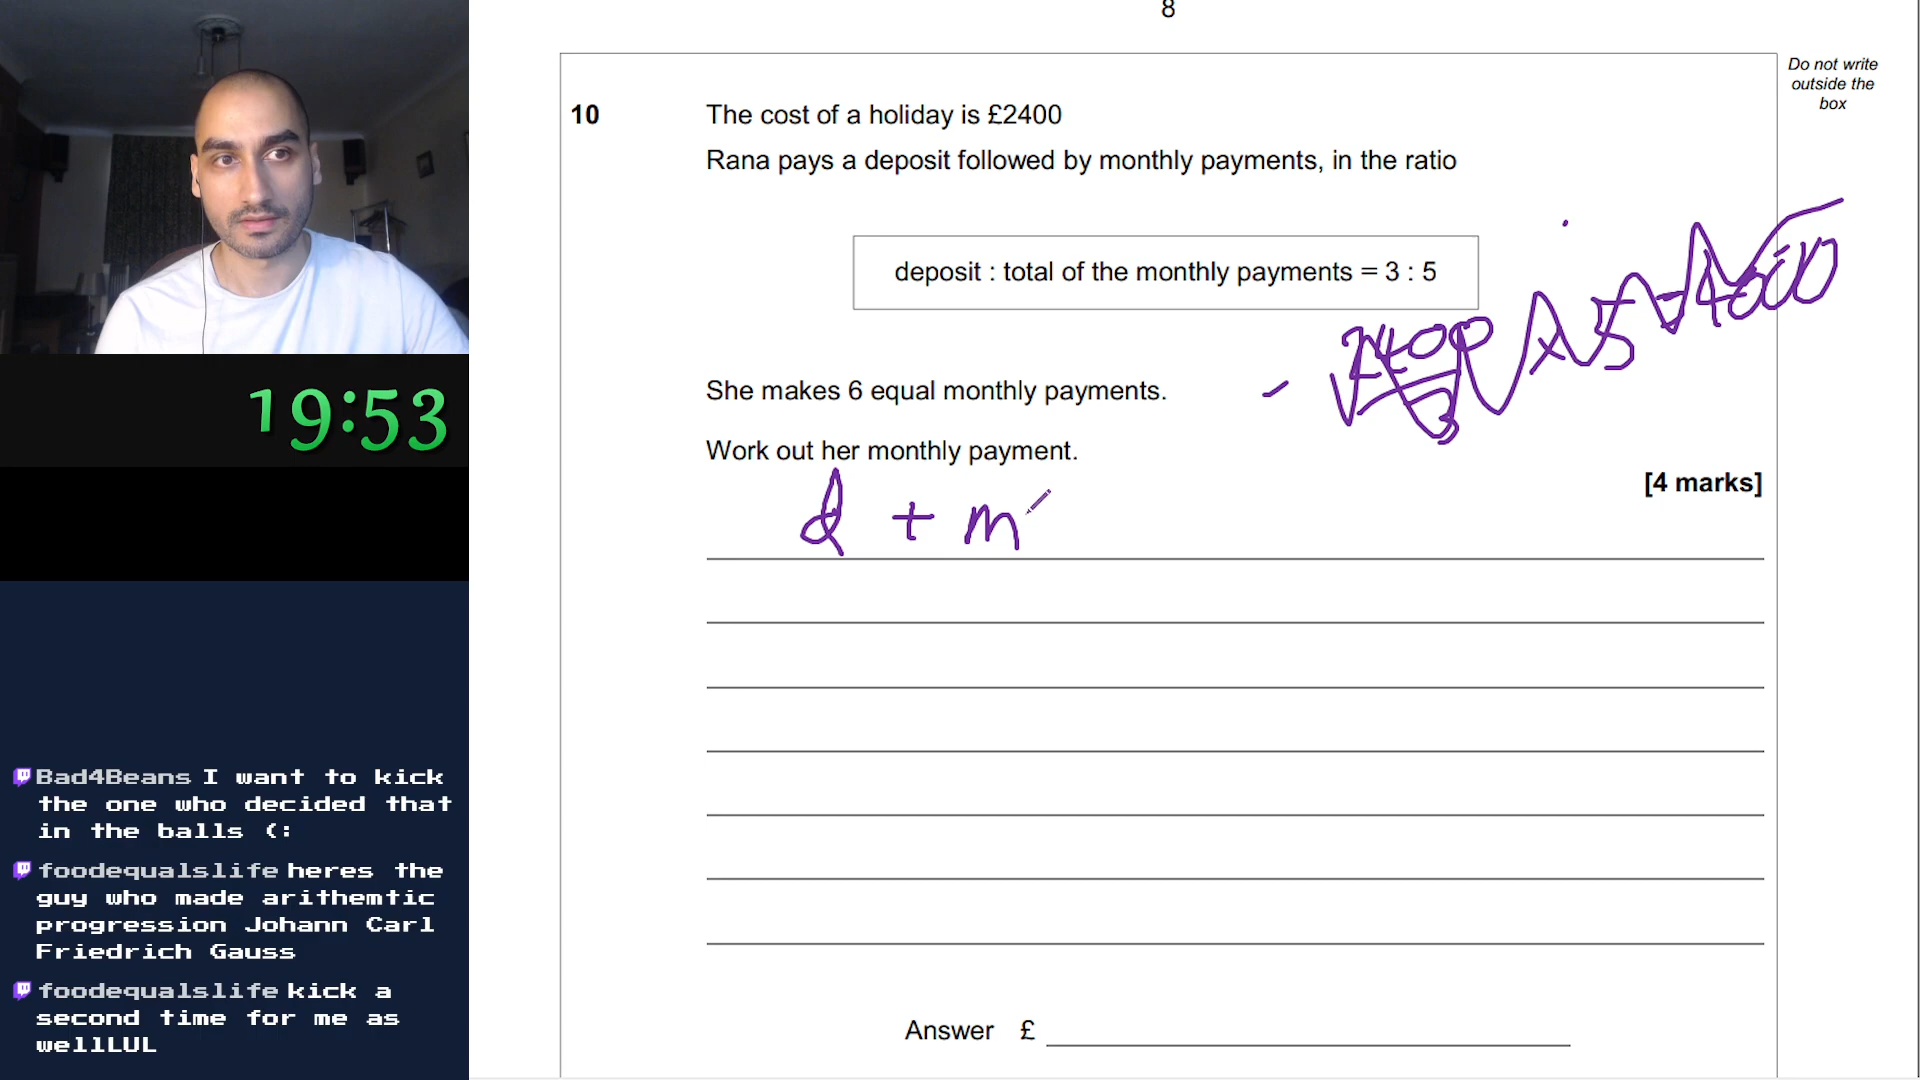 8
Do not write
outside the
box
10
The cost of a holiday is £2400
Rana pays a deposit followed by monthly payments, in the ratio
deposit : total of the monthly payments = 3 : 5
2400
3
× 5 = 4000
She makes 6 equal monthly payments.
Work out her monthly payment.
[4 marks]
d + m
Answer £
19:53
Bad4Beans I want to kick
the one who decided that
in the balls (:
foodequalslife heres the
guy who made arithemtic
progression Johann Carl
Friedrich Gauss
foodequalslife kick a
second time for me as
wellLUL